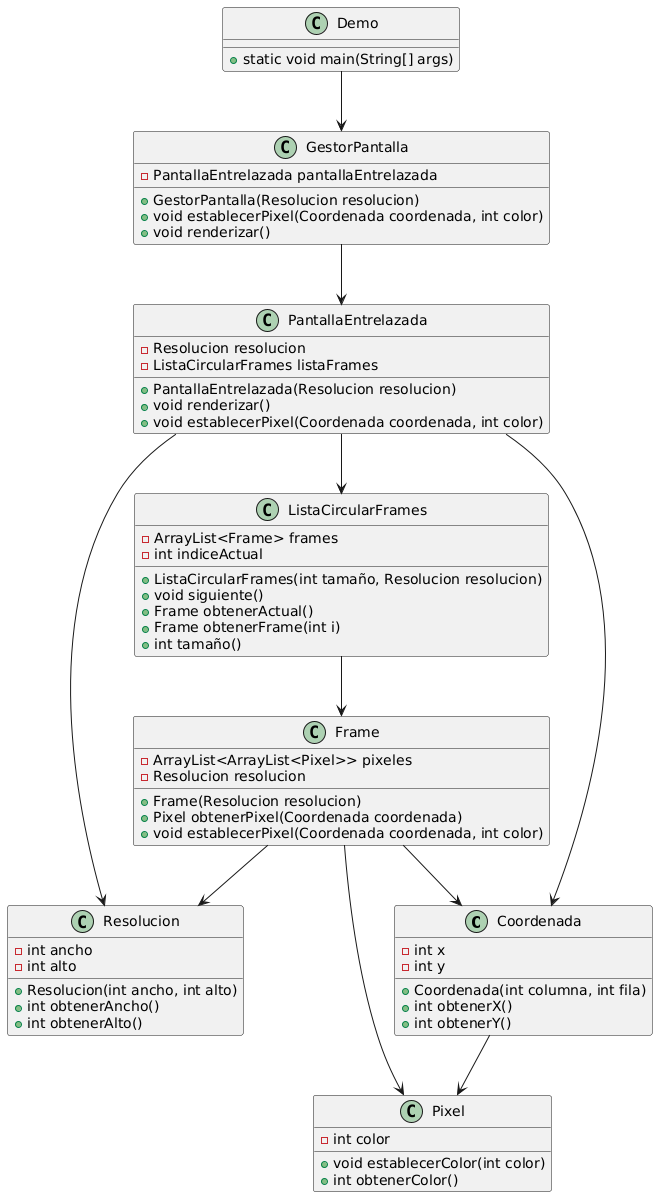 C Demo
static void main(String[] args)
C GestorPantalla
PantallaEntrelazada pantallaEntrelazada
GestorPantalla(Resolucion resolucion)
void establecerPixel(Coordenada coordenada, int color)
void renderizar()
C PantallaEntrelazada
Resolucion resolucion
ListaCircularFrames listaFrames
PantallaEntrelazada(Resolucion resolucion)
void renderizar()
void establecerPixel(Coordenada coordenada, int color)
C ListaCircularFrames
ArrayList<Frame> frames
int indiceActual
ListaCircularFrames(int tamaño, Resolucion resolucion)
void siguiente()
Frame obtenerActual()
Frame obtenerFrame(int i)
int tamaño()
C Frame
ArrayList<ArrayList<Pixel>> pixeles
Resolucion resolucion
Frame(Resolucion resolucion)
Pixel obtenerPixel(Coordenada coordenada)
void establecerPixel(Coordenada coordenada, int color)
C Resolucion
int ancho
int alto
Resolucion(int ancho, int alto)
int obtenerAncho()
int obtenerAlto()
C Coordenada
int x
int y
Coordenada(int columna, int fila)
int obtenerX()
int obtenerY()
C Pixel
int color
void establecerColor(int color)
int obtenerColor()